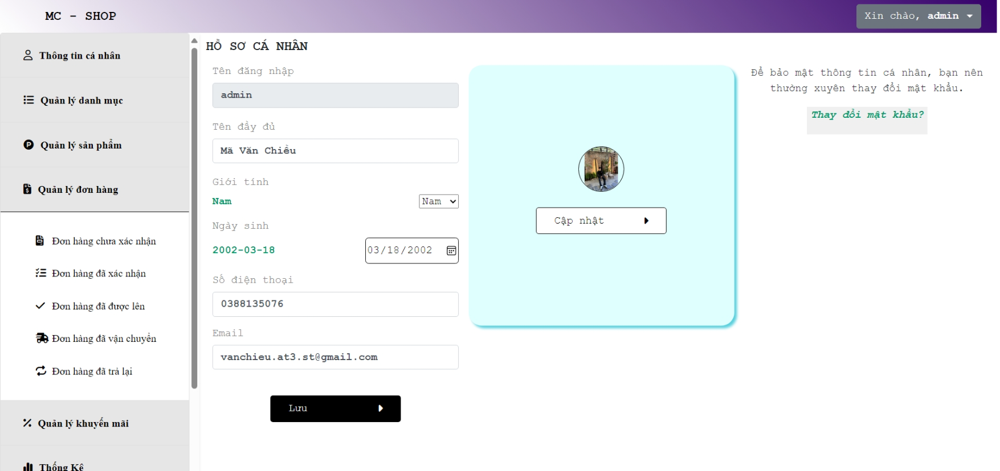 MC - SHOP
Xin chào, admin
Thông tin cá nhân
Quản lý danh mục
Quản lý sản phẩm
Quản lý đơn hàng
Đơn hàng chưa xác nhận
Đơn hàng đã xác nhận
Đơn hàng đã được lên
Đơn hàng đã vận chuyển
Đơn hàng đã trả lại
Quản lý khuyến mãi
Thống Kê
HỒ SƠ CÁ NHÂN
Tên đăng nhập
admin
Tên đầy đủ
Mã Văn Chiều
Giới tính
Nam
Nam
Ngày sinh
2002-03-18
03/18/2002
Số điện thoại
0388135076
Email
vanchieu.at3.st@gmail.com
Lưu
Cập nhật
Để bảo mật thông tin cá nhân, bạn nên
thường xuyên thay đổi mật khẩu.
Thay đổi mật khẩu?